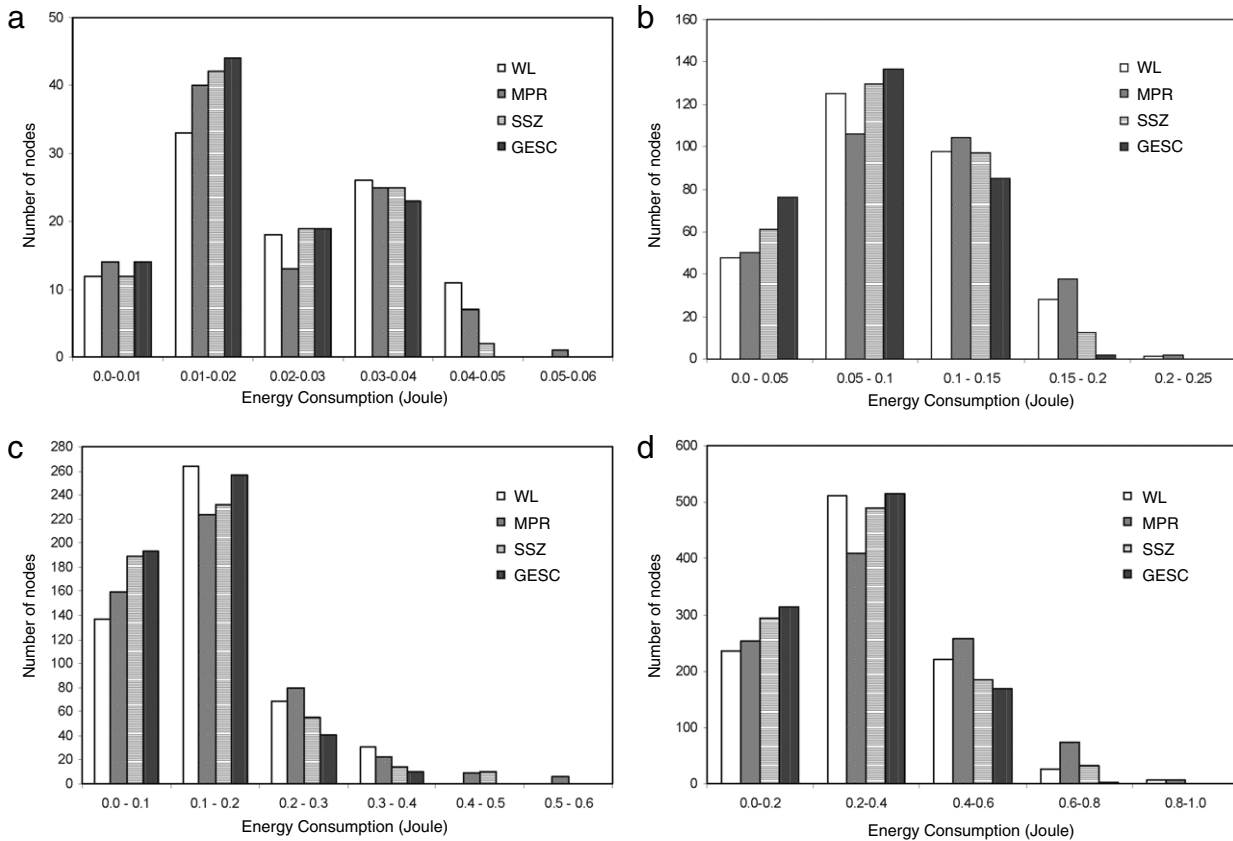 a
50
40
30
20
10
0
Number of nodes
WL
MPR
SSZ
GESC
0.0-0.01 0.01-0.02 0.02-0.03 0.03-0.04 0.04-0.05 0.05-0.06
Energy Consumption (Joule)
b
160
140
120
100
80
60
40
20
0
Number of nodes
WL
MPR
SSZ
GESC
0.0 - 0.05 0.05 - 0.1 0.1 - 0.15 0.15 - 0.2 0.2 - 0.25
Energy Consumption (Joule)
c
280
260
240
220
200
180
160
140
120
100
80
60
40
20
0
Number of nodes
WL
MPR
SSZ
GESC
0.0 - 0.1 0.1 - 0.2 0.2 - 0.3 0.3 - 0.4 0.4 - 0.5 0.5 - 0.6
Energy Consumption (Joule)
d
600
500
400
300
200
100
0
Number of nodes
WL
MPR
SSZ
GESC
0.0-0.2 0.2-0.4 0.4-0.6 0.6-0.8 0.8-1.0
Energy Consumption (Joule)